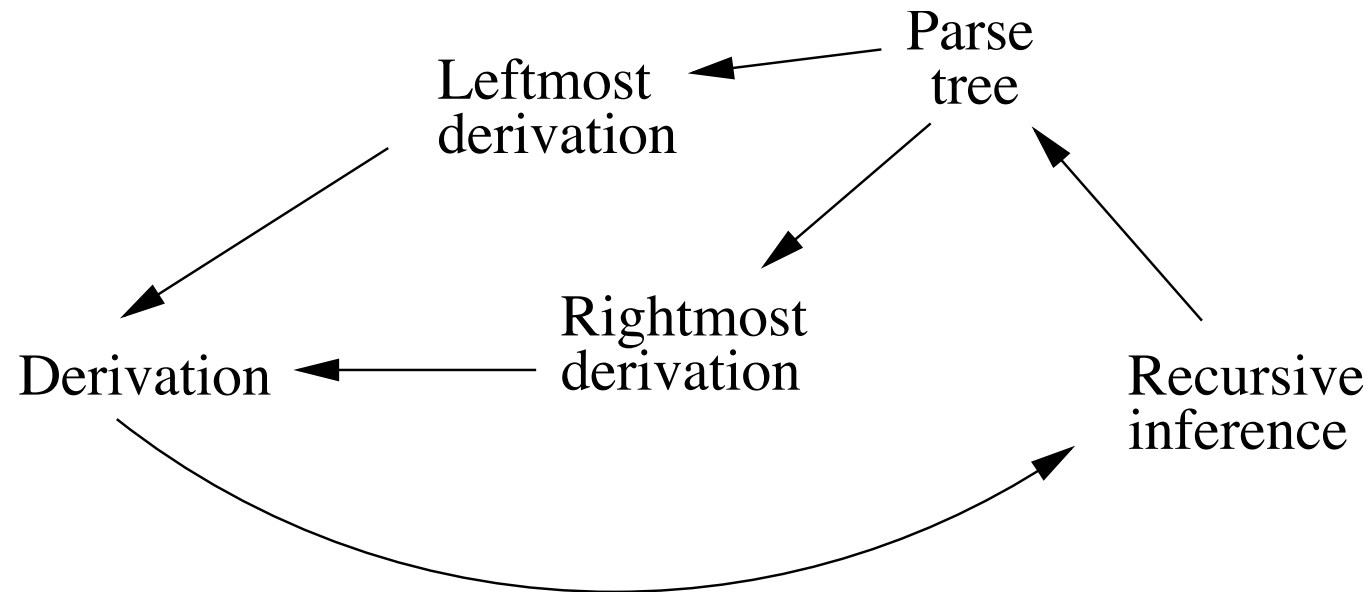 Parse
tree
Leftmost
derivation
Rightmost
derivation
Derivation
Recursive
inference